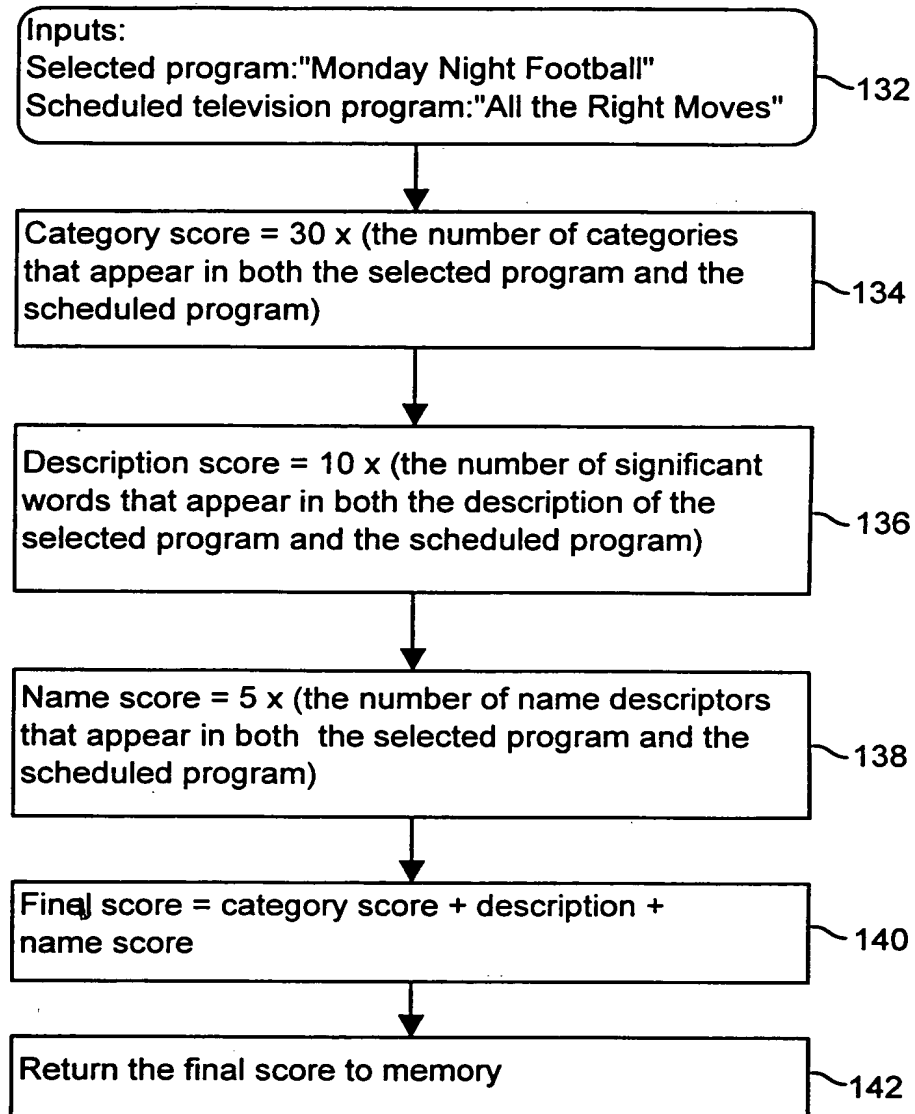 Inputs:
Selected program:"Monday Night Football"
Scheduled television program:"All the Right Moves"
132
Category score = 30 x (the number of categories
that appear in both the selected program and the
scheduled program)
134
Description score = 10 x (the number of significant
words that appear in both the description of the
selected program and the scheduled program)
136
Name score = 5 x (the number of name descriptors
that appear in both the selected program and the
scheduled program)
138
Final score = category score + description +
name score
140
Return the final score to memory
142